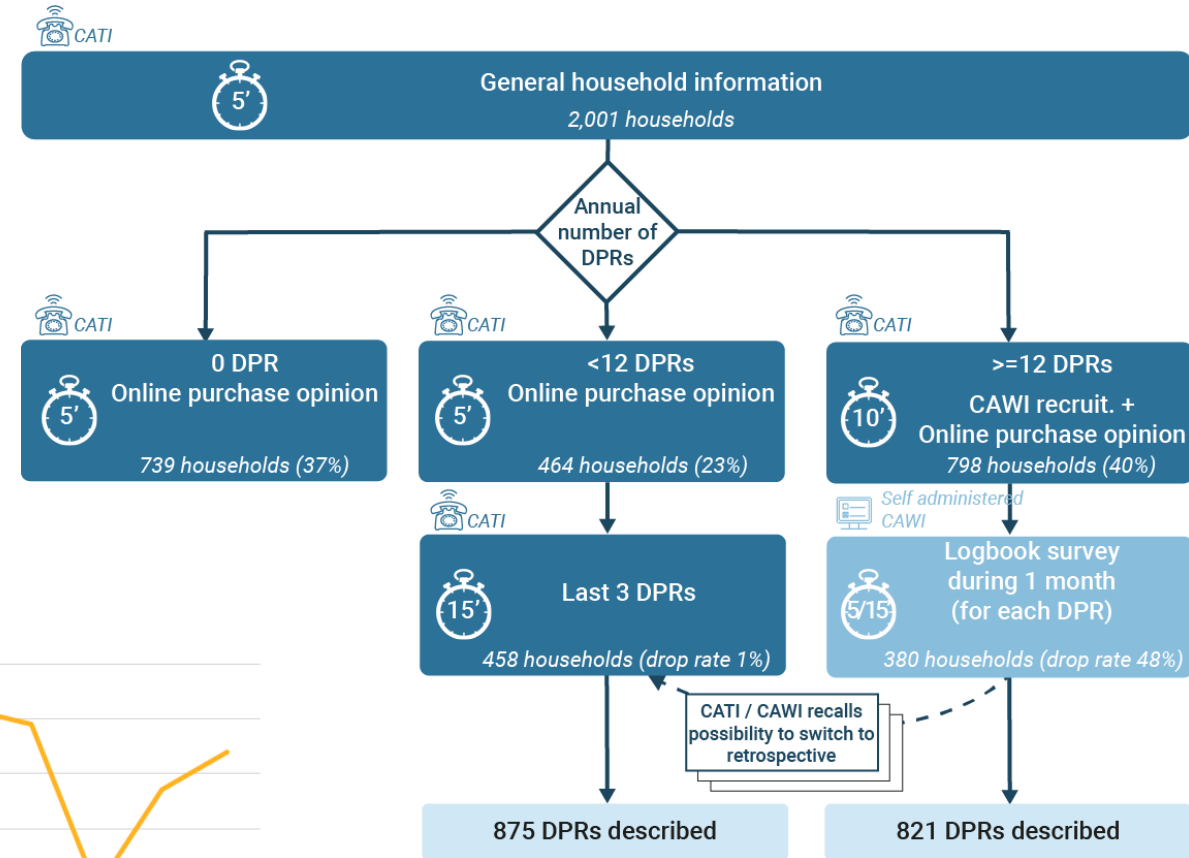 CATI
General household information
5’
2,001 households
Annual
number of
DPRs
CATI
0 DPR
Online purchase opinion
5’
739 households (37%)
CATI
<12 DPRs
Online purchase opinion
5’
464 households (23%)
CATI
>=12 DPRs
CAWI recruit. +
Online purchase opinion
10’
798 households (40%)
CATI
Last 3 DPRs
15’
458 households (drop rate 1%)
Self administered
CAWI
Logbook survey
during 1 month
(for each DPR)
5/15’
380 households (drop rate 48%)
CATI / CAWI recalls
possibility to switch to
retrospective
875 DPRs described
821 DPRs described